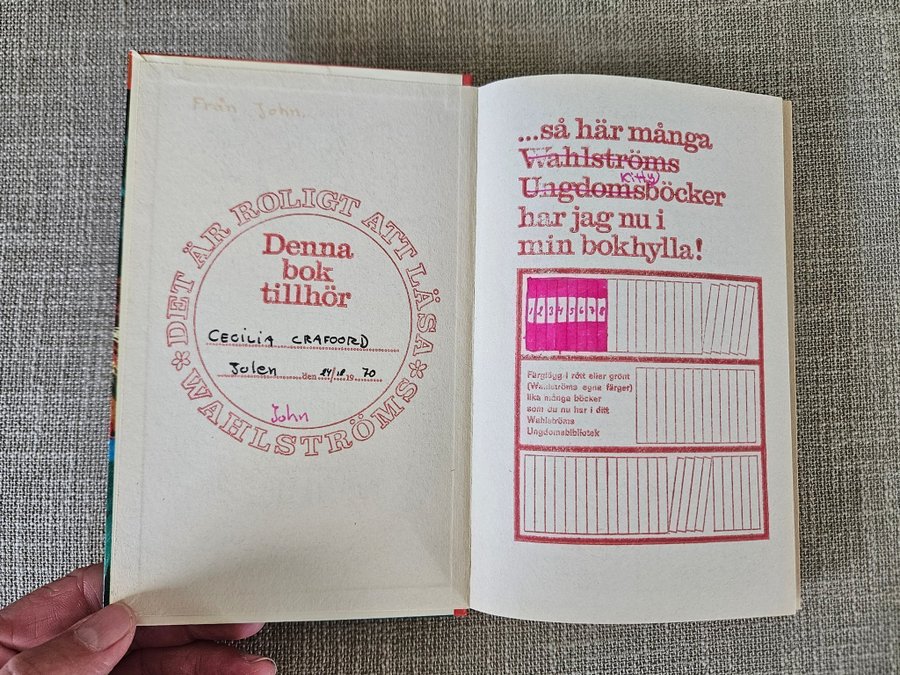 Från John.
*DET ÄR ROLIGT ATT LÄSA*
WAHLSTRÖMS
Denna
bok
tillhör
CECILIA CRAFOORD
Julen den 24/12 19 70
John
...så här många
Wahlströms
Kitty
Ungdomsböcker
har jag nu i
min bokhylla!
1 2 3 4 5 6 7 8
Färglägg i rött eller grönt
(Wahlströms egna färger)
lika många böcker
som du nu har i ditt
Wahlströms
Ungdomsbibliotek